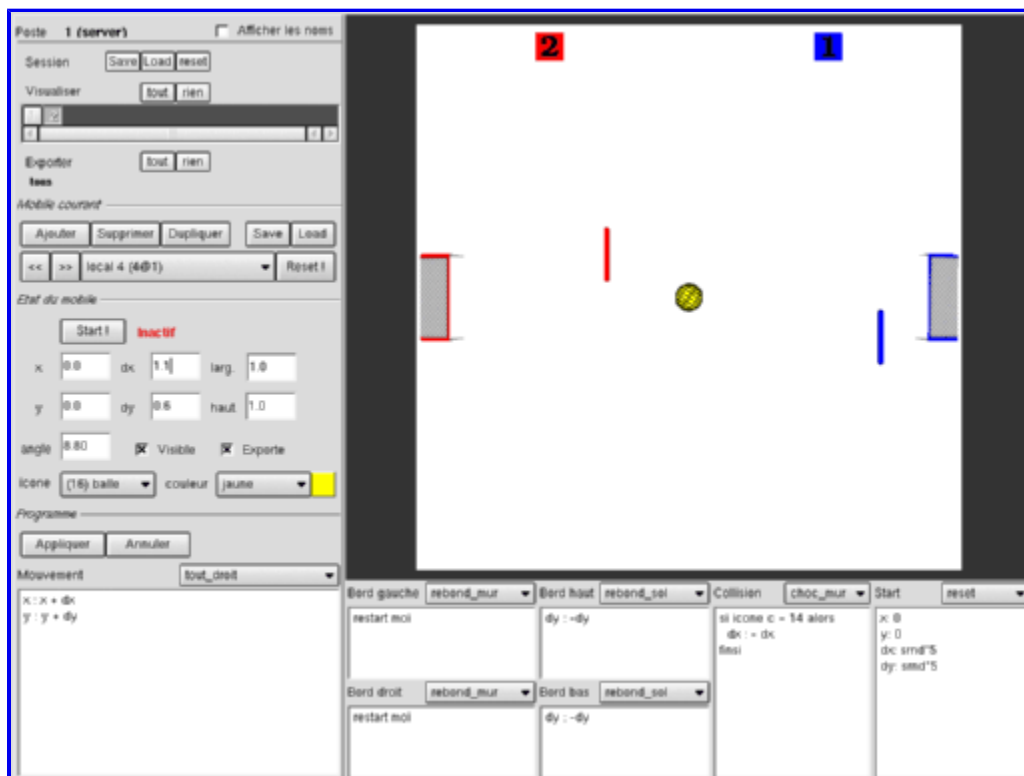 Poste 1 (server) Afficher les noms
Session Save Load reset
Visualiser tout rien
Exporter tout rien
tous
Mobile courant
Ajouter Supprimer Dupliquer Save Load
<< >> local 4 (4@1) Reset !
Etat du mobile
Start ! Inactif
x 0.0 dx 1.1 larg. 1.0
y 0.0 dy 0.6 haut 1.0
angle 8.80 Visible Exporte
icone (16) balle couleur jaune
Programme
Appliquer Annuler
Mouvement tout_droit
x : x + dx
y : y + dy
2
1
Bord gauche rebond_mur
restart moi
Bord haut rebond_sol
dy : -dy
Collision choc_mur
si icone c = 14 alors
dx : - dx
finsi
Start reset
x: 0
y: 0
dx: srnd*5
dy: srnd*5
Bord droit rebond_mur
restart moi
Bord bas rebond_sol
dy : -dy